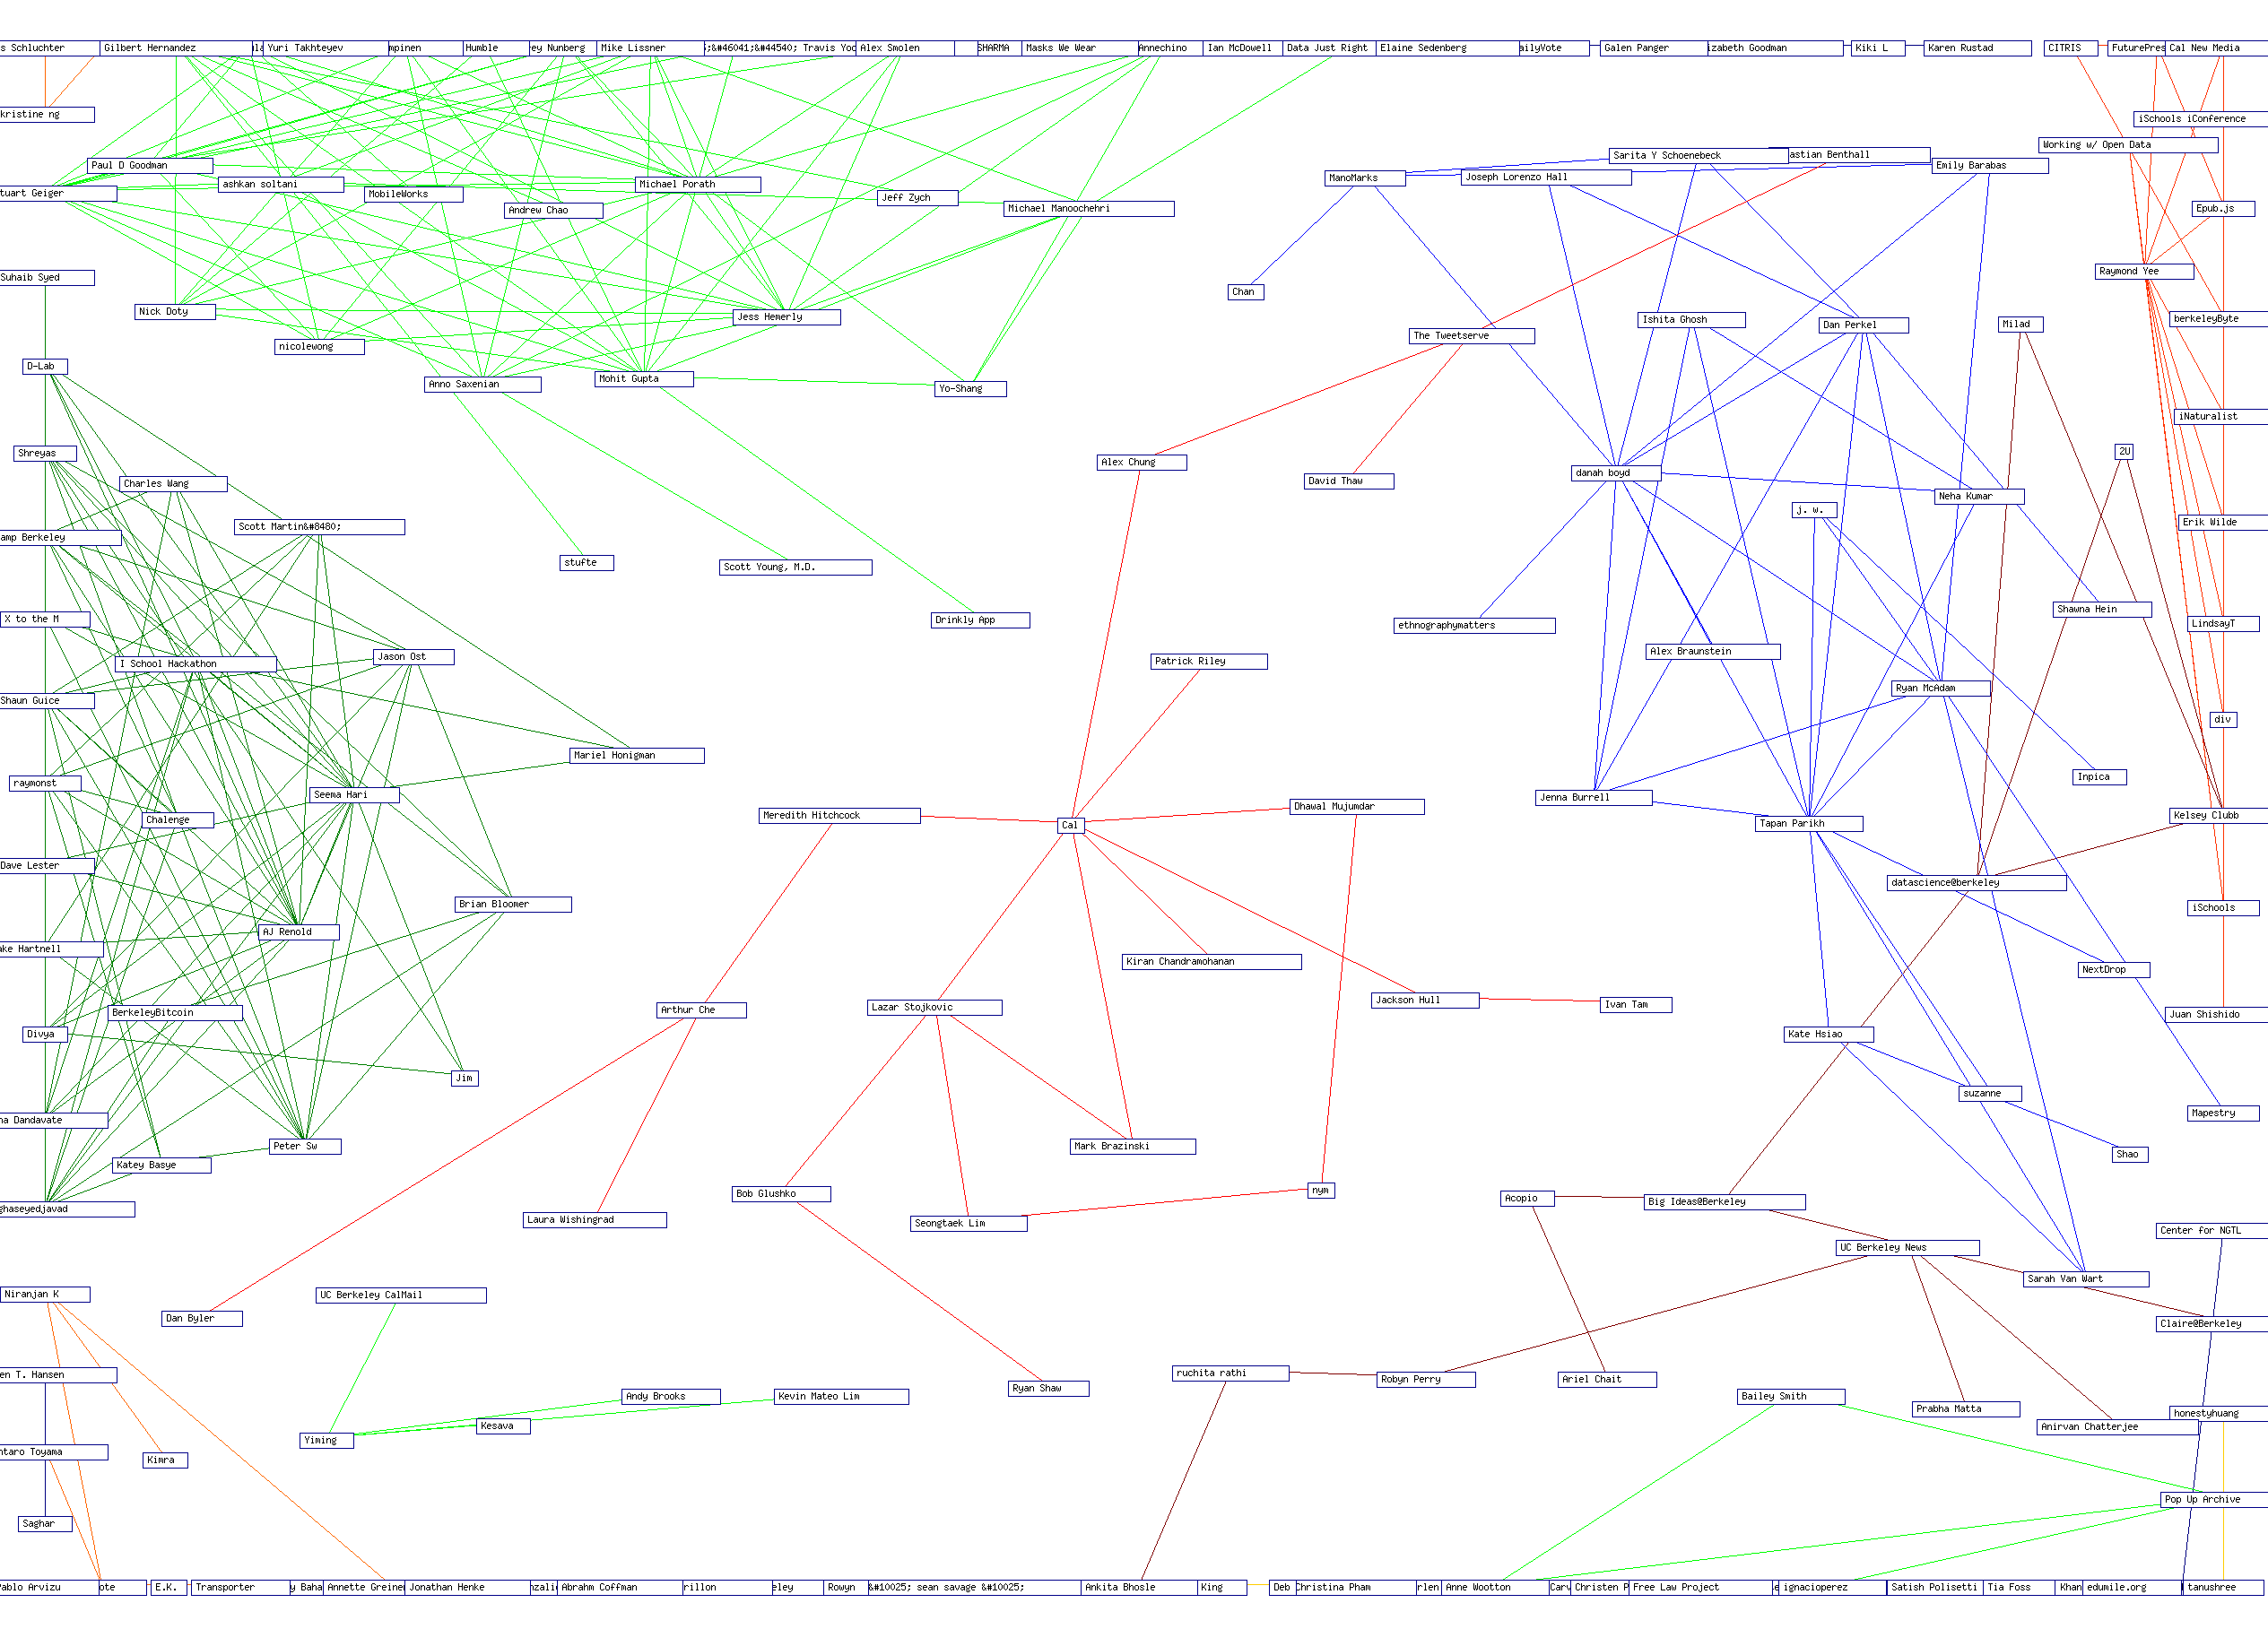 s Schluchter
Gilbert Hernandez
Yuri Takhteyev
mpinen
Humble
ey Nunberg
Mike Lissner
;&#46041;&#44540; Travis Yoo
Alex Smolen
SHARMA
Masks We Wear
Annechino
Ian McDowell
Data Just Right
Elaine Sedenberg
ailyVote
Galen Panger
izabeth Goodman
Kiki L
Karen Rustad
CITRIS
FuturePres
Cal New Media
kristine ng
iSchools iConference
Working w/ Open Data
Sarita Y Schoenebeck
astian Benthall
Paul D Goodman
Emily Barabas
ManoMarks
Joseph Lorenzo Hall
ashkan soltani
Michael Porath
tuart Geiger
MobileWorks
Jeff Zych
Andrew Chao
Michael Manoochehri
Epub.js
Raymond Yee
Suhaib Syed
Chan
Nick Doty
Jess Hemerly
Ishita Ghosh
berkeleyByte
Dan Perkel
Milad
The Tweetserve
nicolewong
D-Lab
Mohit Gupta
Anno Saxenian
Yo-Shang
iNaturalist
Shreyas
2U
Alex Chung
danah boyd
David Thaw
Charles Wang
Neha Kumar
j. w.
Erik Wilde
Scott Martin&#8480;
amp Berkeley
stufte
Scott Young, M.D.
Shawna Hein
X to the M
Drinkly App
LindsayT
ethnographymatters
Alex Braunstein
Jason Ost
Patrick Riley
I School Hackathon
Ryan McAdam
Shaun Guice
div
Mariel Honigman
Inpica
raymonst
Seema Hari
Jenna Burrell
Dhawal Mujumdar
Meredith Hitchcock
Kelsey Clubb
Chalenge
Tapan Parikh
Cal
Dave Lester
datascience@berkeley
Brian Bloomer
iSchools
AJ Renold
ake Hartnell
Kiran Chandramohanan
NextDrop
Jackson Hull
Ivan Tam
Lazar Stojkovic
Arthur Che
BerkeleyBitcoin
Juan Shishido
Divya
Kate Hsiao
Jim
suzanne
Mapestry
na Dandavate
Peter Sw
Mark Brazinski
Shao
Katey Basye
nym
Bob Glushko
Acopio
Big Ideas@Berkeley
ghaseyedjavad
Laura Wishingrad
Seongtaek Lim
Center for NGTL
UC Berkeley News
Sarah Van Wart
Niranjan K
UC Berkeley CalMail
Dan Byler
Claire@Berkeley
en T. Hansen
ruchita rathi
Robyn Perry
Ariel Chait
Ryan Shaw
Andy Brooks
Kevin Mateo Lim
Bailey Smith
Prabha Matta
honestyhuang
Kesava
Anirvan Chatterjee
Yiming
ntaro Toyama
Kimra
Pop Up Archive
Saghar
Pablo Arvizu
ote
E.K.
Transporter
y Baha
Annette Greiner
Jonathan Henke
nzali
Abrahm Coffman
rillon
eley
Rowyn
&#10025; sean savage &#10025;
Ankita Bhosle
King
Deb
Christina Pham
rlen
Anne Wootton
Carv
Christen P
Free Law Project
e
ignacioperez
Satish Polisetti
Tia Foss
Khan
edumile.org
tanushree